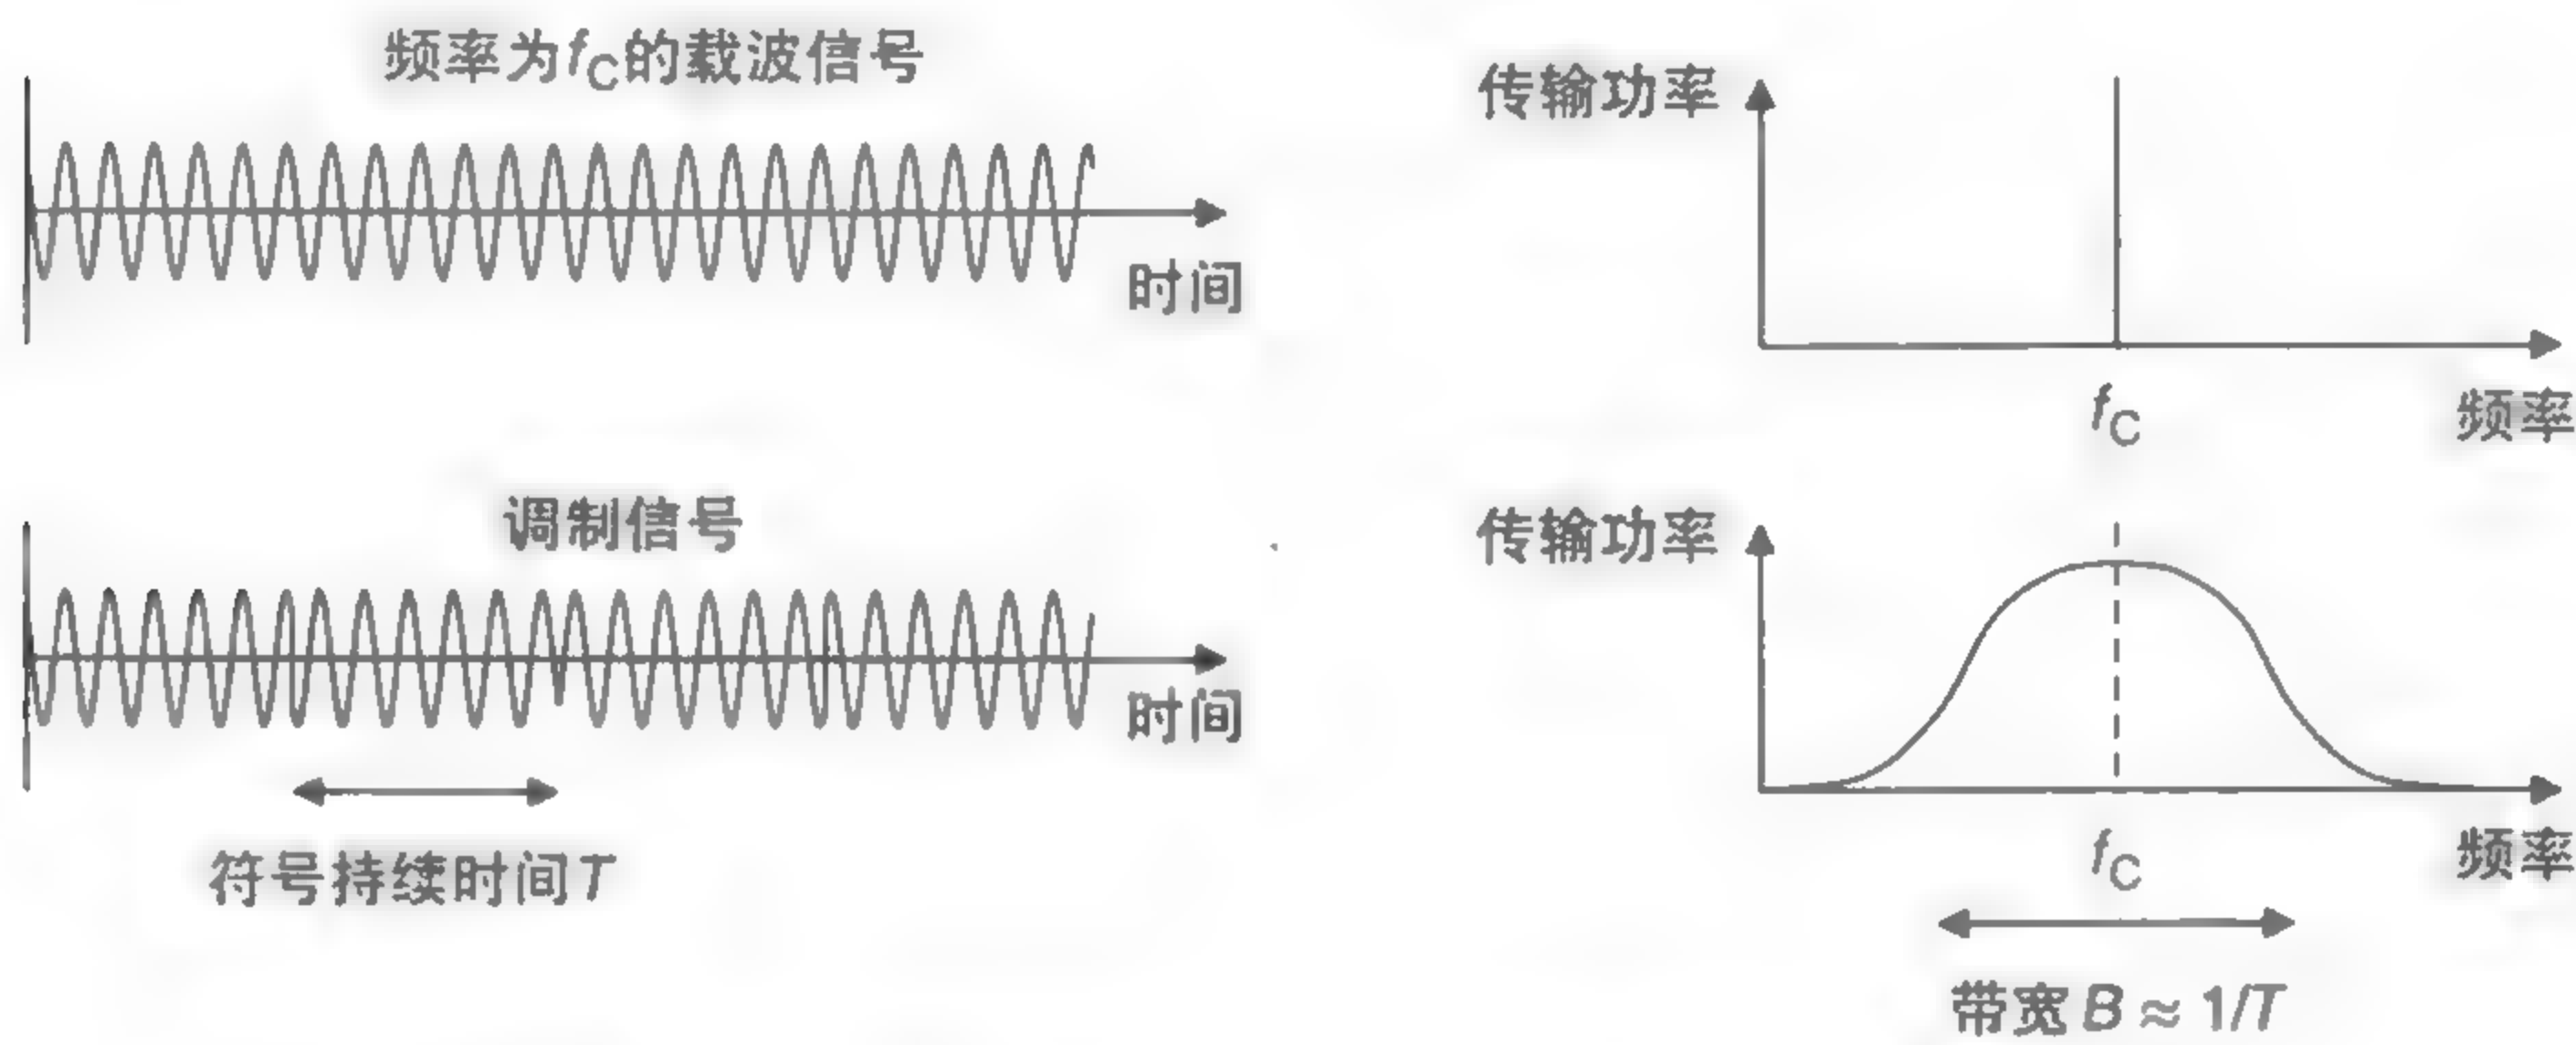 频率为fC的载波信号
时间
传输功率
fC
频率
调制信号
时间
符号持续时间T
传输功率
fC
频率
带宽 B ≈ 1/T